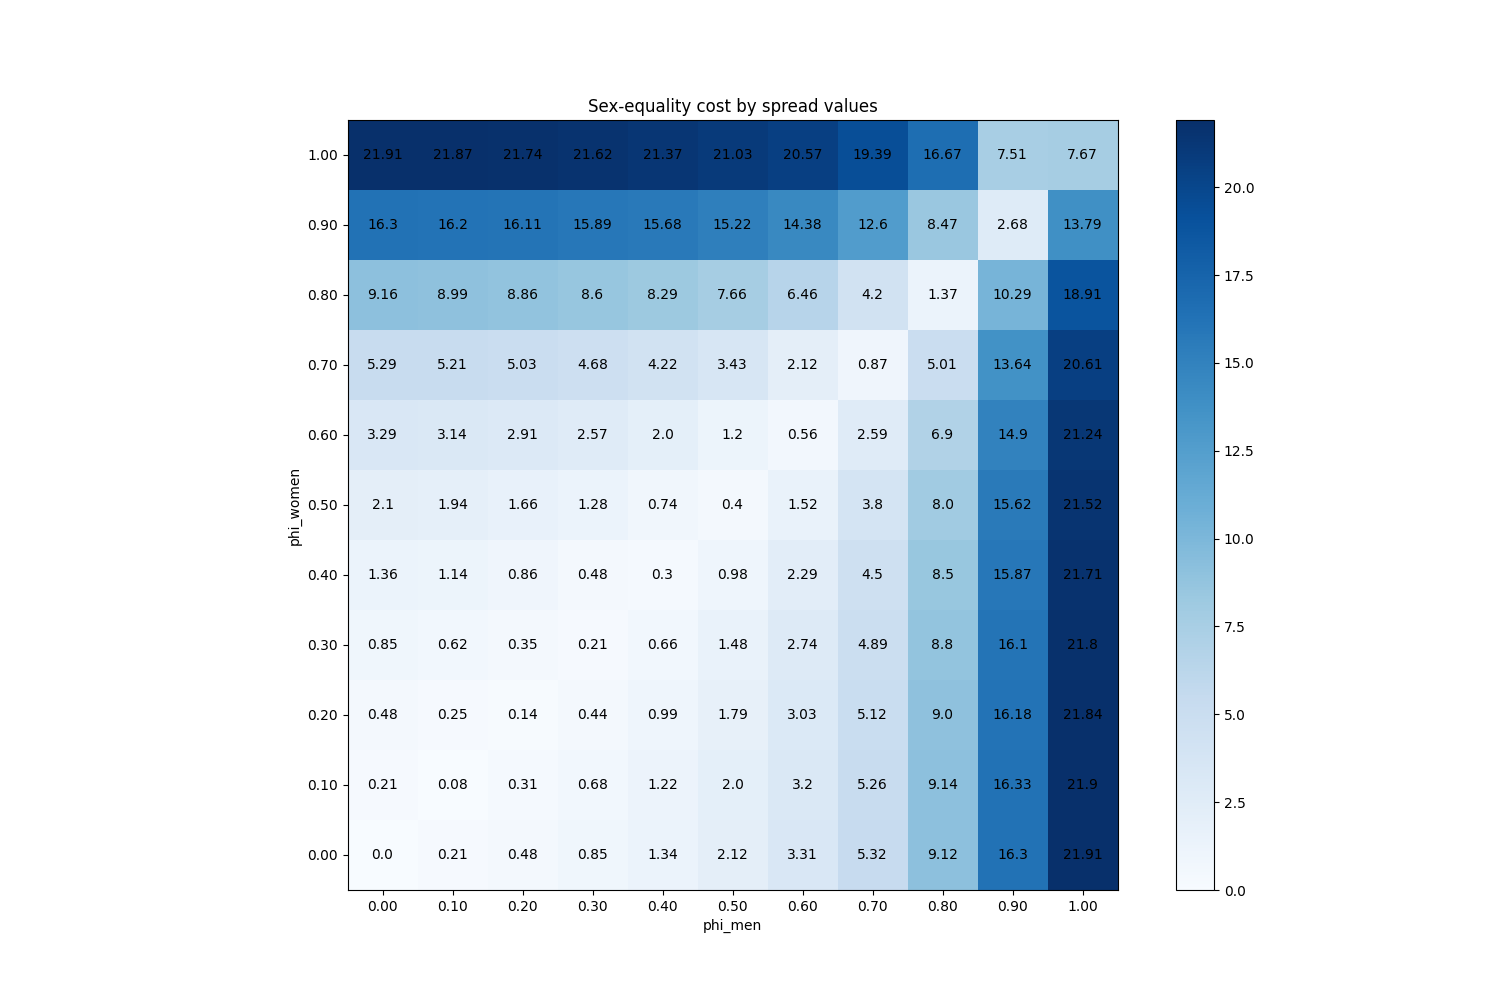 Sex-equality cost by spread values
1.00 21.91 21.87 21.74 21.62 21.37 21.03 20.57 19.39 16.67 7.51 7.67
0.90 16.3 16.2 16.11 15.89 15.68 15.22 14.38 12.6 8.47 2.68 13.79
0.80 9.16 8.99 8.86 8.6 8.29 7.66 6.46 4.2 1.37 10.29 18.91
0.70 5.29 5.21 5.03 4.68 4.22 3.43 2.12 0.87 5.01 13.64 20.61
0.60 3.29 3.14 2.91 2.57 2.0 1.2 0.56 2.59 6.9 14.9 21.24
0.50 2.1 1.94 1.66 1.28 0.74 0.4 1.52 3.8 8.0 15.62 21.52
0.40 1.36 1.14 0.86 0.48 0.3 0.98 2.29 4.5 8.5 15.87 21.71
0.30 0.85 0.62 0.35 0.21 0.66 1.48 2.74 4.89 8.8 16.1 21.8
0.20 0.48 0.25 0.14 0.44 0.99 1.79 3.03 5.12 9.0 16.18 21.84
0.10 0.21 0.08 0.31 0.68 1.22 2.0 3.2 5.26 9.14 16.33 21.9
0.00 0.0 0.21 0.48 0.85 1.34 2.12 3.31 5.32 9.12 16.3 21.91
0.00 0.10 0.20 0.30 0.40 0.50 0.60 0.70 0.80 0.90 1.00
phi_men
phi_women
20.0
17.5
15.0
12.5
10.0
7.5
5.0
2.5
0.0